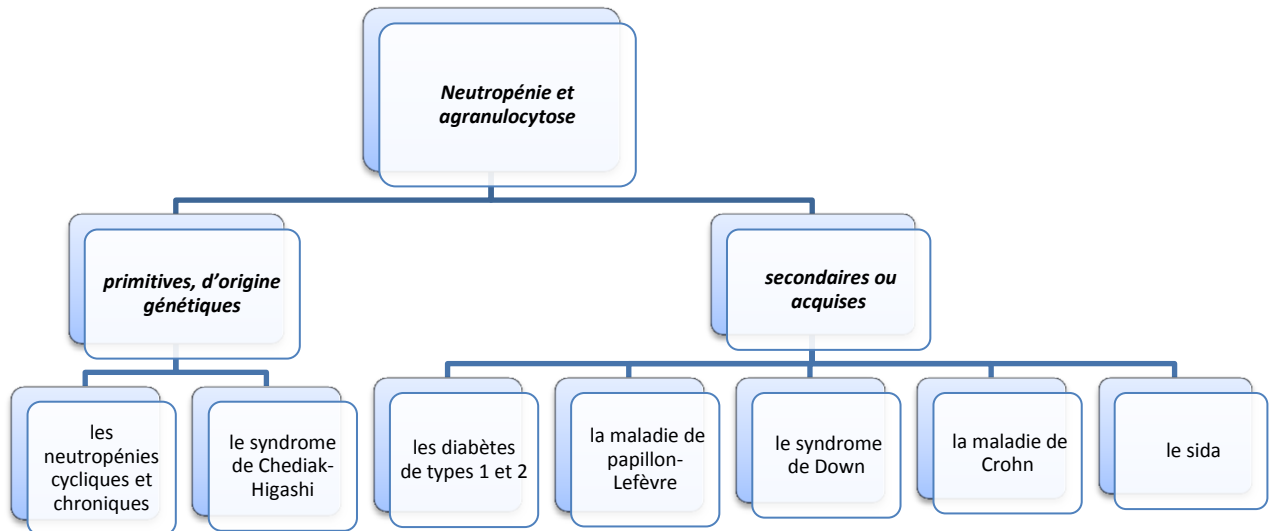 Neutropénie et
agranulocytose
primitives, d’origine
génétiques
secondaires ou
acquises
les
neutropénies
cycliques et
chroniques
le syndrome
de Chediak-
Higashi
les diabètes
de types 1 et 2
la maladie de
papillon-
Lefèvre
le syndrome
de Down
la maladie de
Crohn
le sida